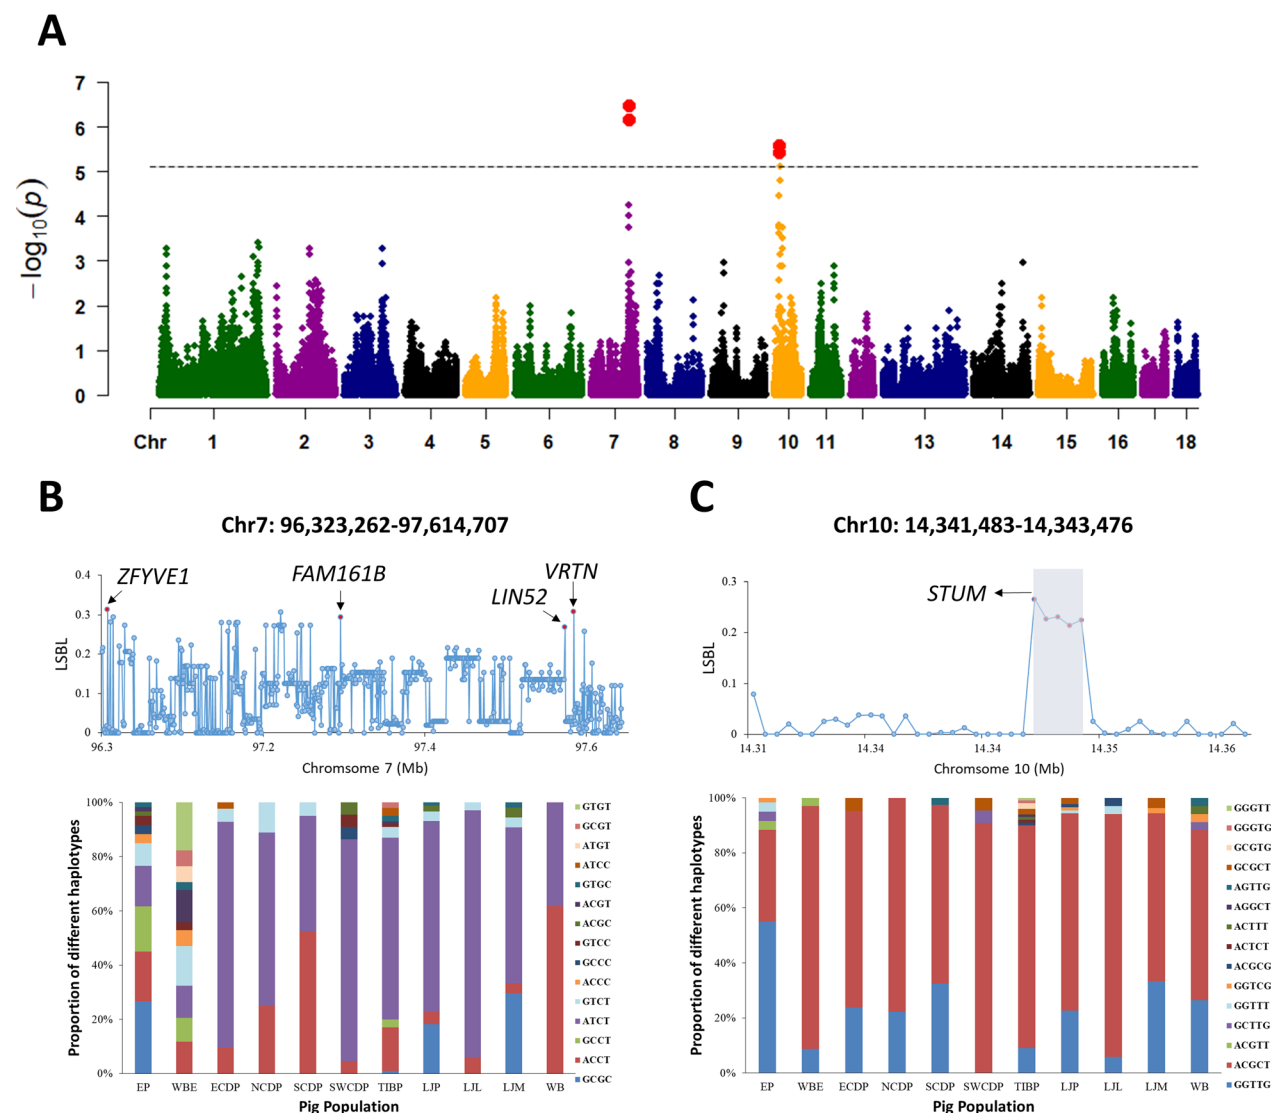 A
7
6
5
4
3
2
1
0
−log10(p)
Chr 1 2 3 4 5 6 7 8 9 10 11 13 14 15 16 18
B
Chr7: 96,323,262-97,614,707
ZFYVE1
FAM161B
LIN52
VRTN
0.4
0.3
0.2
0.1
0
LSBL
96.3 97.2 97.4 97.6
Chromsome 7 (Mb)
100%
80%
60%
40%
20%
0%
Proportion of different haplotypes
EP WBE ECDP NCDP SCDP SWCDP TIBP LJP LJL LJM WB
Pig Population
GTGT
GCGT
ATGT
ATCC
GTGC
ACGT
ACGC
GTCC
GCCC
ACCC
GTCT
ATCT
GCCT
ACCT
GCGC
C
Chr10: 14,341,483-14,343,476
STUM
0.3
0.2
0.1
0
LSBL
14.31 14.34 14.34 14.35 14.36
Chromosome 10 (Mb)
100%
80%
60%
40%
20%
0%
Proportion of different haplotypes
EP WBE ECDP NCDP SCDP SWCDP TIBP LJP LJL LJM WB
Pig Population
GGGTT
GGGTG
GCGTG
GCGCT
AGTTG
AGGCT
ACTTT
ACTCT
ACGCG
GGTCG
GGTTT
GCTTG
ACGTT
ACGCT
GGTTG